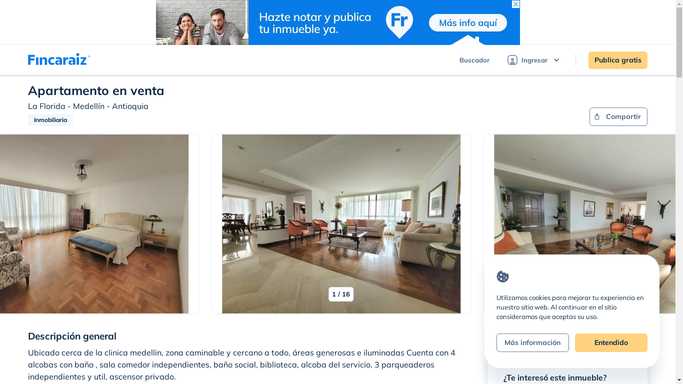 Hazte notar y publica
tu inmueble ya.
Fr
Más info aquí
Fincaraiz
Buscador
Ingresar
Publica gratis
Apartamento en venta
La Florida - Medellín - Antioquia
Inmobiliaria
Compartir
1 / 16
Utilizamos cookies para mejorar tu experiencia en
nuestro sitio web. Al continuar en el sitio
consideramos que aceptas su uso.
Más información
Entendido
Descripción general
Ubicado cerca de la clinica medellin, zona caminable y cercano a todo, áreas generosas e iluminadas Cuenta con 4
alcobas con baño , sala comedor independientes, baño social, biblioteca, alcoba del servicio, 3 parqueaderos
independientes y util, ascensor privado.
¿Te interesó este inmueble?